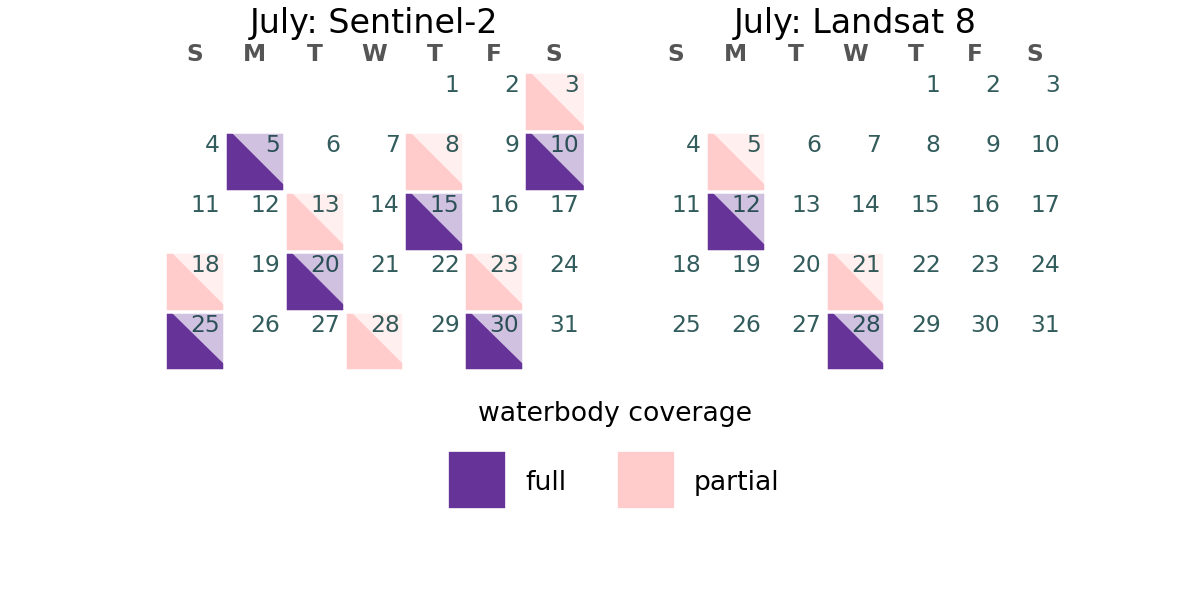 July: Sentinel-2
S M T W T F S
1 2 3
4 5 6 7 8 9 10
11 12 13 14 15 16 17
18 19 20 21 22 23 24
25 26 27 28 29 30 31
July: Landsat 8
S M T W T F S
1 2 3
4 5 6 7 8 9 10
11 12 13 14 15 16 17
18 19 20 21 22 23 24
25 26 27 28 29 30 31
waterbody coverage
full partial